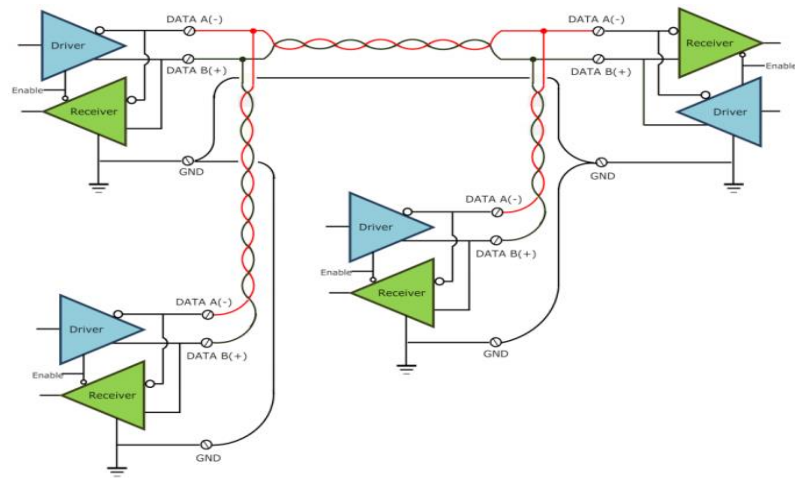 DATA A(-)
Driver
DATA B(+)
Enable
Receiver
GND
DATA A(-)
Receiver
DATA B(+)
Enable
Driver
GND
DATA A(-)
Driver
DATA B(+)
Enable
Receiver
GND
DATA A(-)
Driver
DATA B(+)
Enable
Receiver
GND